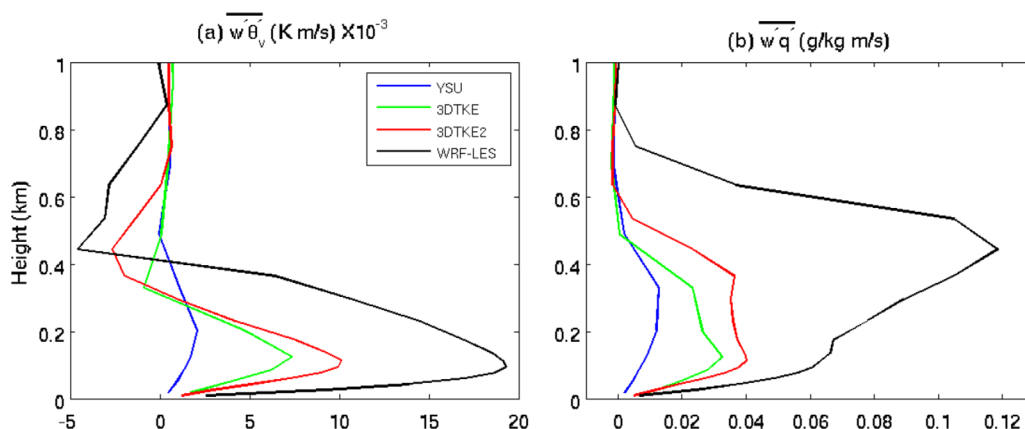 (a) w′θ′ᵥ (K m/s) X10⁻³
(b) w′q′ (g/kg m/s)
YSU
3DTKE
3DTKE2
WRF-LES
Height (km)
1
0.8
0.6
0.4
0.2
0
-5 0 5 10 15 20
1
0.8
0.6
0.4
0.2
0
0 0.02 0.04 0.06 0.08 0.1 0.12